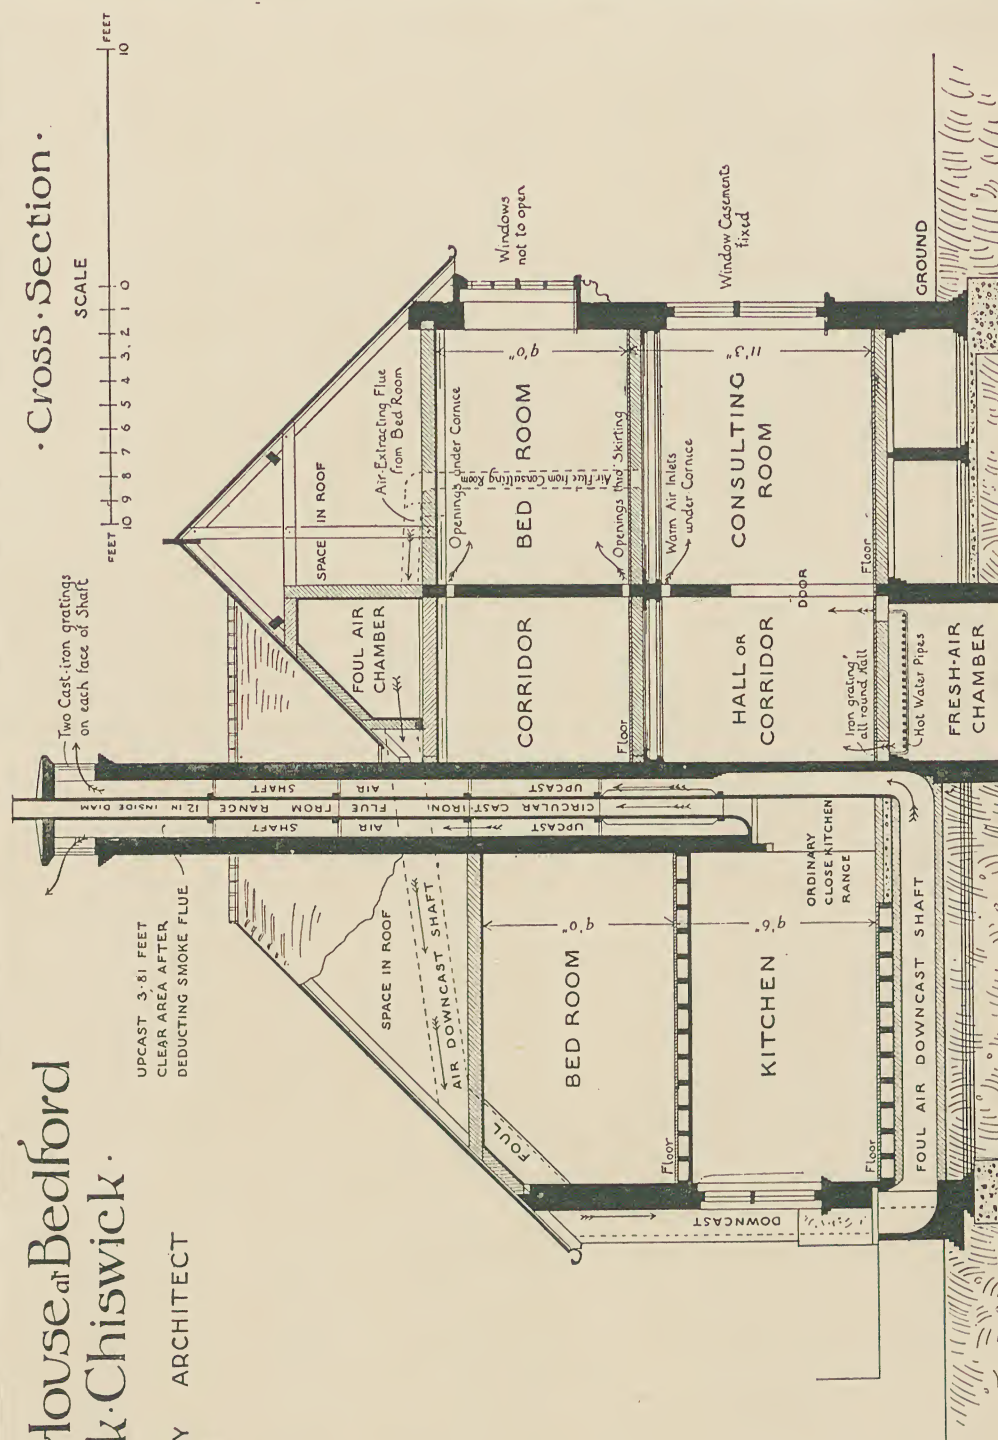 House at Bedford
k · Chiswick ·
Y ARCHITECT
· Cross · Section ·
SCALE
FEET 10 9 8 7 6 5 4 3 2 1 0 10 FEET
UPCAST 3·81 FEET
CLEAR AREA AFTER
DEDUCTING SMOKE FLUE
Two Cast-iron gratings
on each face of Shaft
UPCAST AIR SHAFT
CIRCULAR CAST-IRON FLUE FROM RANGE 12 IN INSIDE DIAM
UPCAST AIR SHAFT
SPACE IN ROOF
FOUL
AIR DOWNCAST SHAFT
BED ROOM
9'0"
Floor
KITCHEN
9'6"
Floor
ORDINARY
CLOSE KITCHEN
RANGE
DOWNCAST
FOUL AIR DOWNCAST SHAFT
SPACE IN ROOF
FOUL AIR
CHAMBER
Air-Extracting Flue
from Bed Room
Openings under Cornice
CORRIDOR
Floor
BED ROOM
9'0"
Air Flue from Consulting Room
Openings thro' Skirting
Windows
not to open
Warm Air Inlets
under Cornice
HALL OR
CORRIDOR
DOOR
CONSULTING
ROOM
11'3"
Floor
Window Casements
fixed
Iron grating
all round Hall
Hot Water Pipes
FRESH-AIR
CHAMBER
GROUND